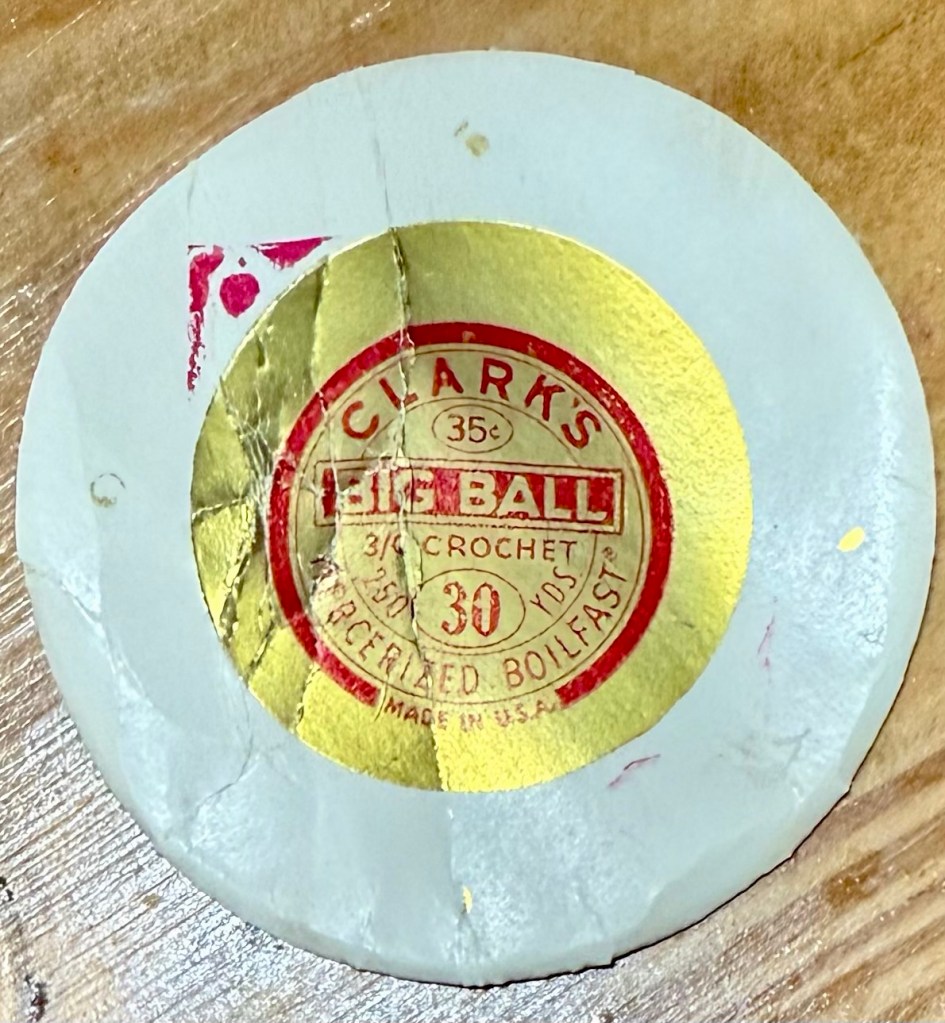 CLARK'S
35¢
BIG BALL
3/C CROCHET
250 YDS
30
MERCERIZED BOILFAST®
MADE IN U.S.A.